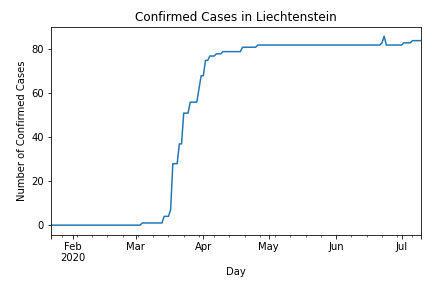 Confirmed Cases in Liechtenstein
Number of Confirmed Cases
80
60
40
20
0
Feb Mar Apr May Jun Jul
2020
Day